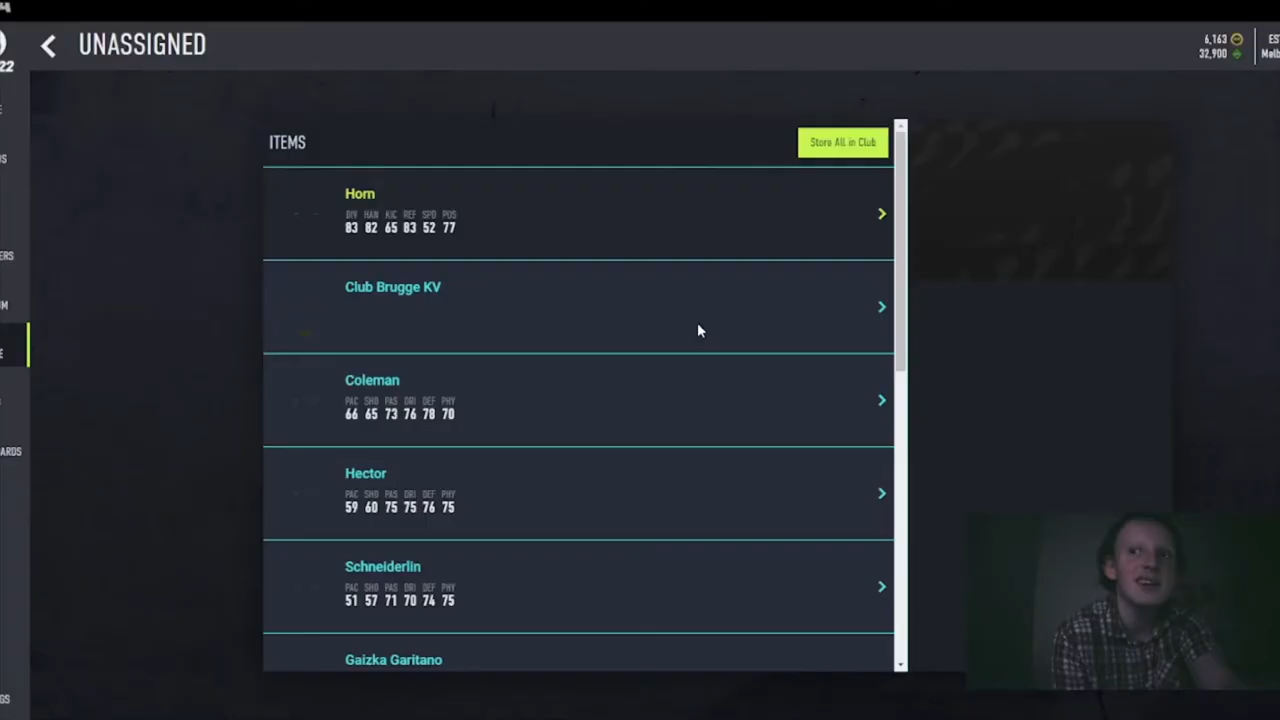 22
UNASSIGNED
6,163
32,900
ITEMS
Store All in Club
Horn
DIV HAN KIC REF SPD POS
83 82 65 83 52 77
Club Brugge KV
Coleman
PAC SHO PAS DRI DEF PHY
66 65 73 76 78 70
Hector
PAC SHO PAS DRI DEF PHY
59 60 75 75 76 75
Schneiderlin
PAC SHO PAS DRI DEF PHY
51 57 71 70 74 75
Gaizka Garitano